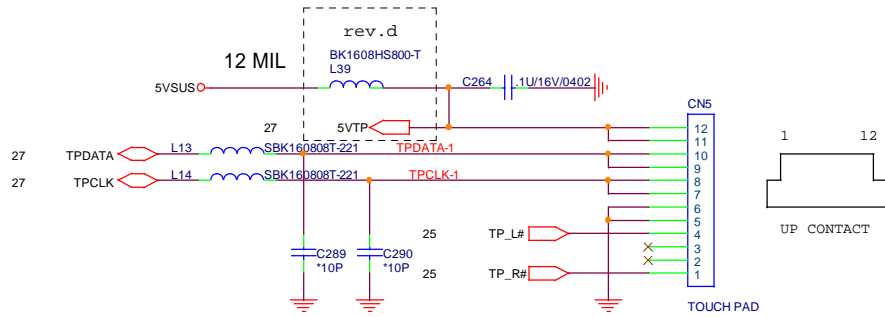 rev.d
BK1608HS800-T
12 MIL
L39
C264
.1U/16V/0402
5VSUS
CN5
27
5VTP
12
11
1
12
27
TPDATA
L13
SBK160808T-221
TPDATA-1
10
9
27
TPCLK
L14
SBK160808T-221
TPCLK-1
8
7
6
5
UP CONTACT
25
TP_L#
4
3
C289
*10P
C290
*10P
2
25
TP_R#
1
TOUCH PAD